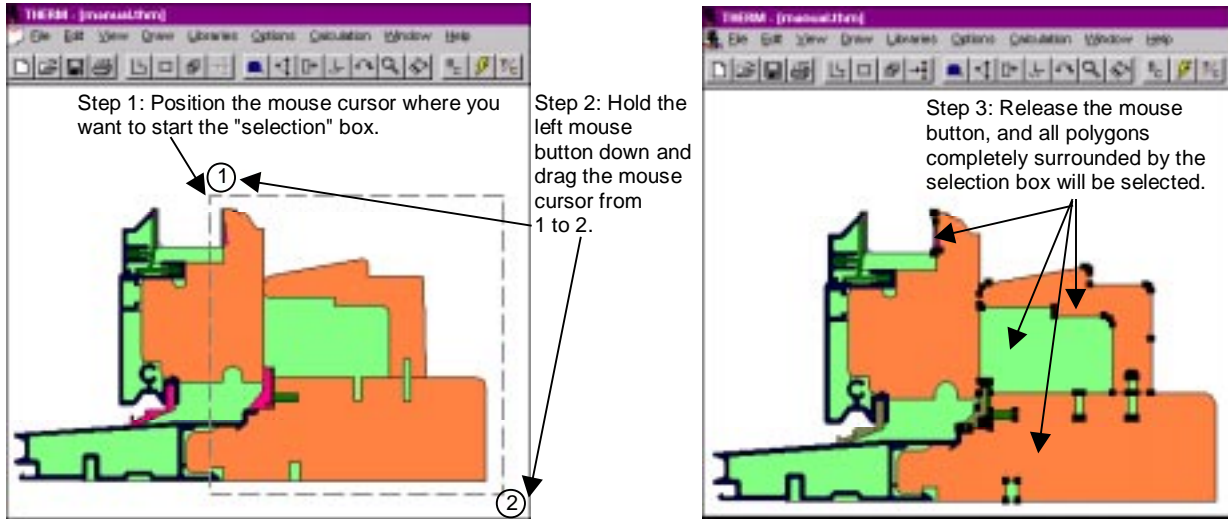 THERM - [manual.thm]
File Edit View Draw Libraries Options Calculation Window Help
Step 1: Position the mouse cursor where you
want to start the "selection" box.
1
Step 2: Hold the
left mouse
button down and
drag the mouse
cursor from
1 to 2.
2
THERM - [manual.thm]
File Edit View Draw Libraries Options Calculation Window Help
Step 3: Release the mouse
button, and all polygons
completely surrounded by the
selection box will be selected.